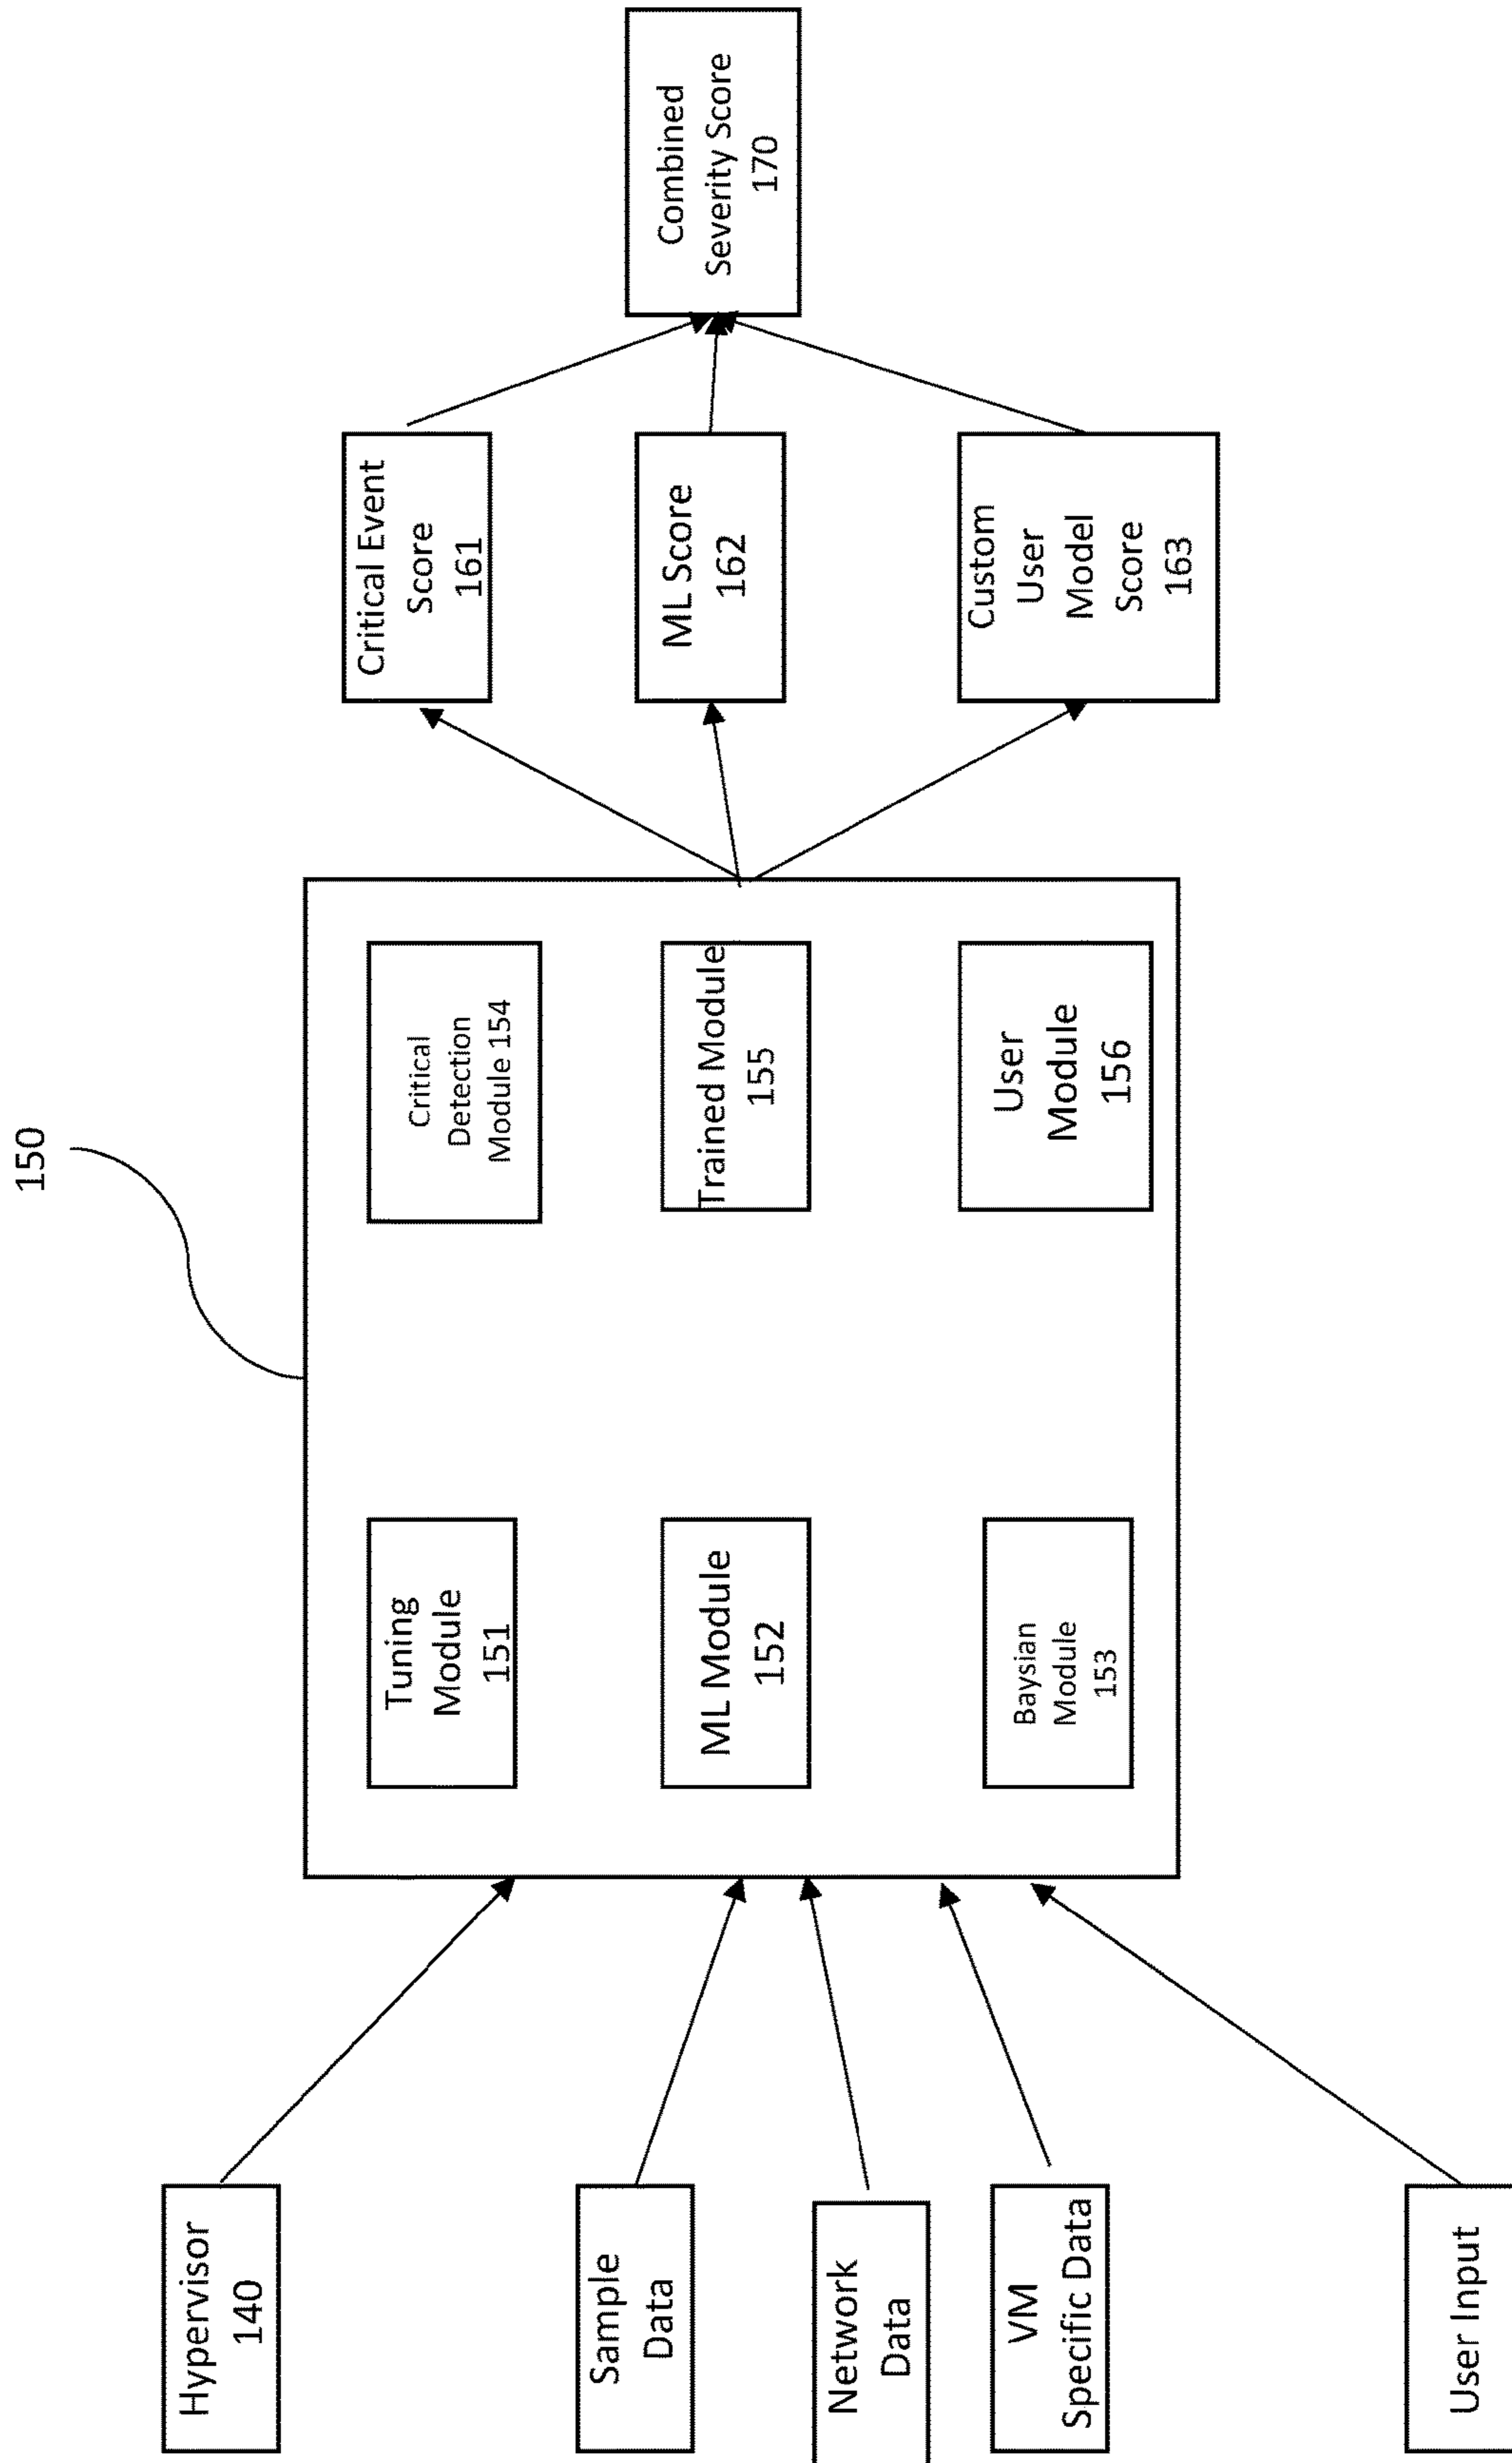 150
Hypervisor
140
Sample
Data
Network
Data
VM
Specific Data
User Input
Tuning
Module
151
ML Module
152
Baysian
Module
153
Critical
Detection
Module 154
Trained Module
155
User
Module
156
Critical Event
Score
161
ML Score
162
Custom
User
Model
Score
163
Combined
Severity Score
170